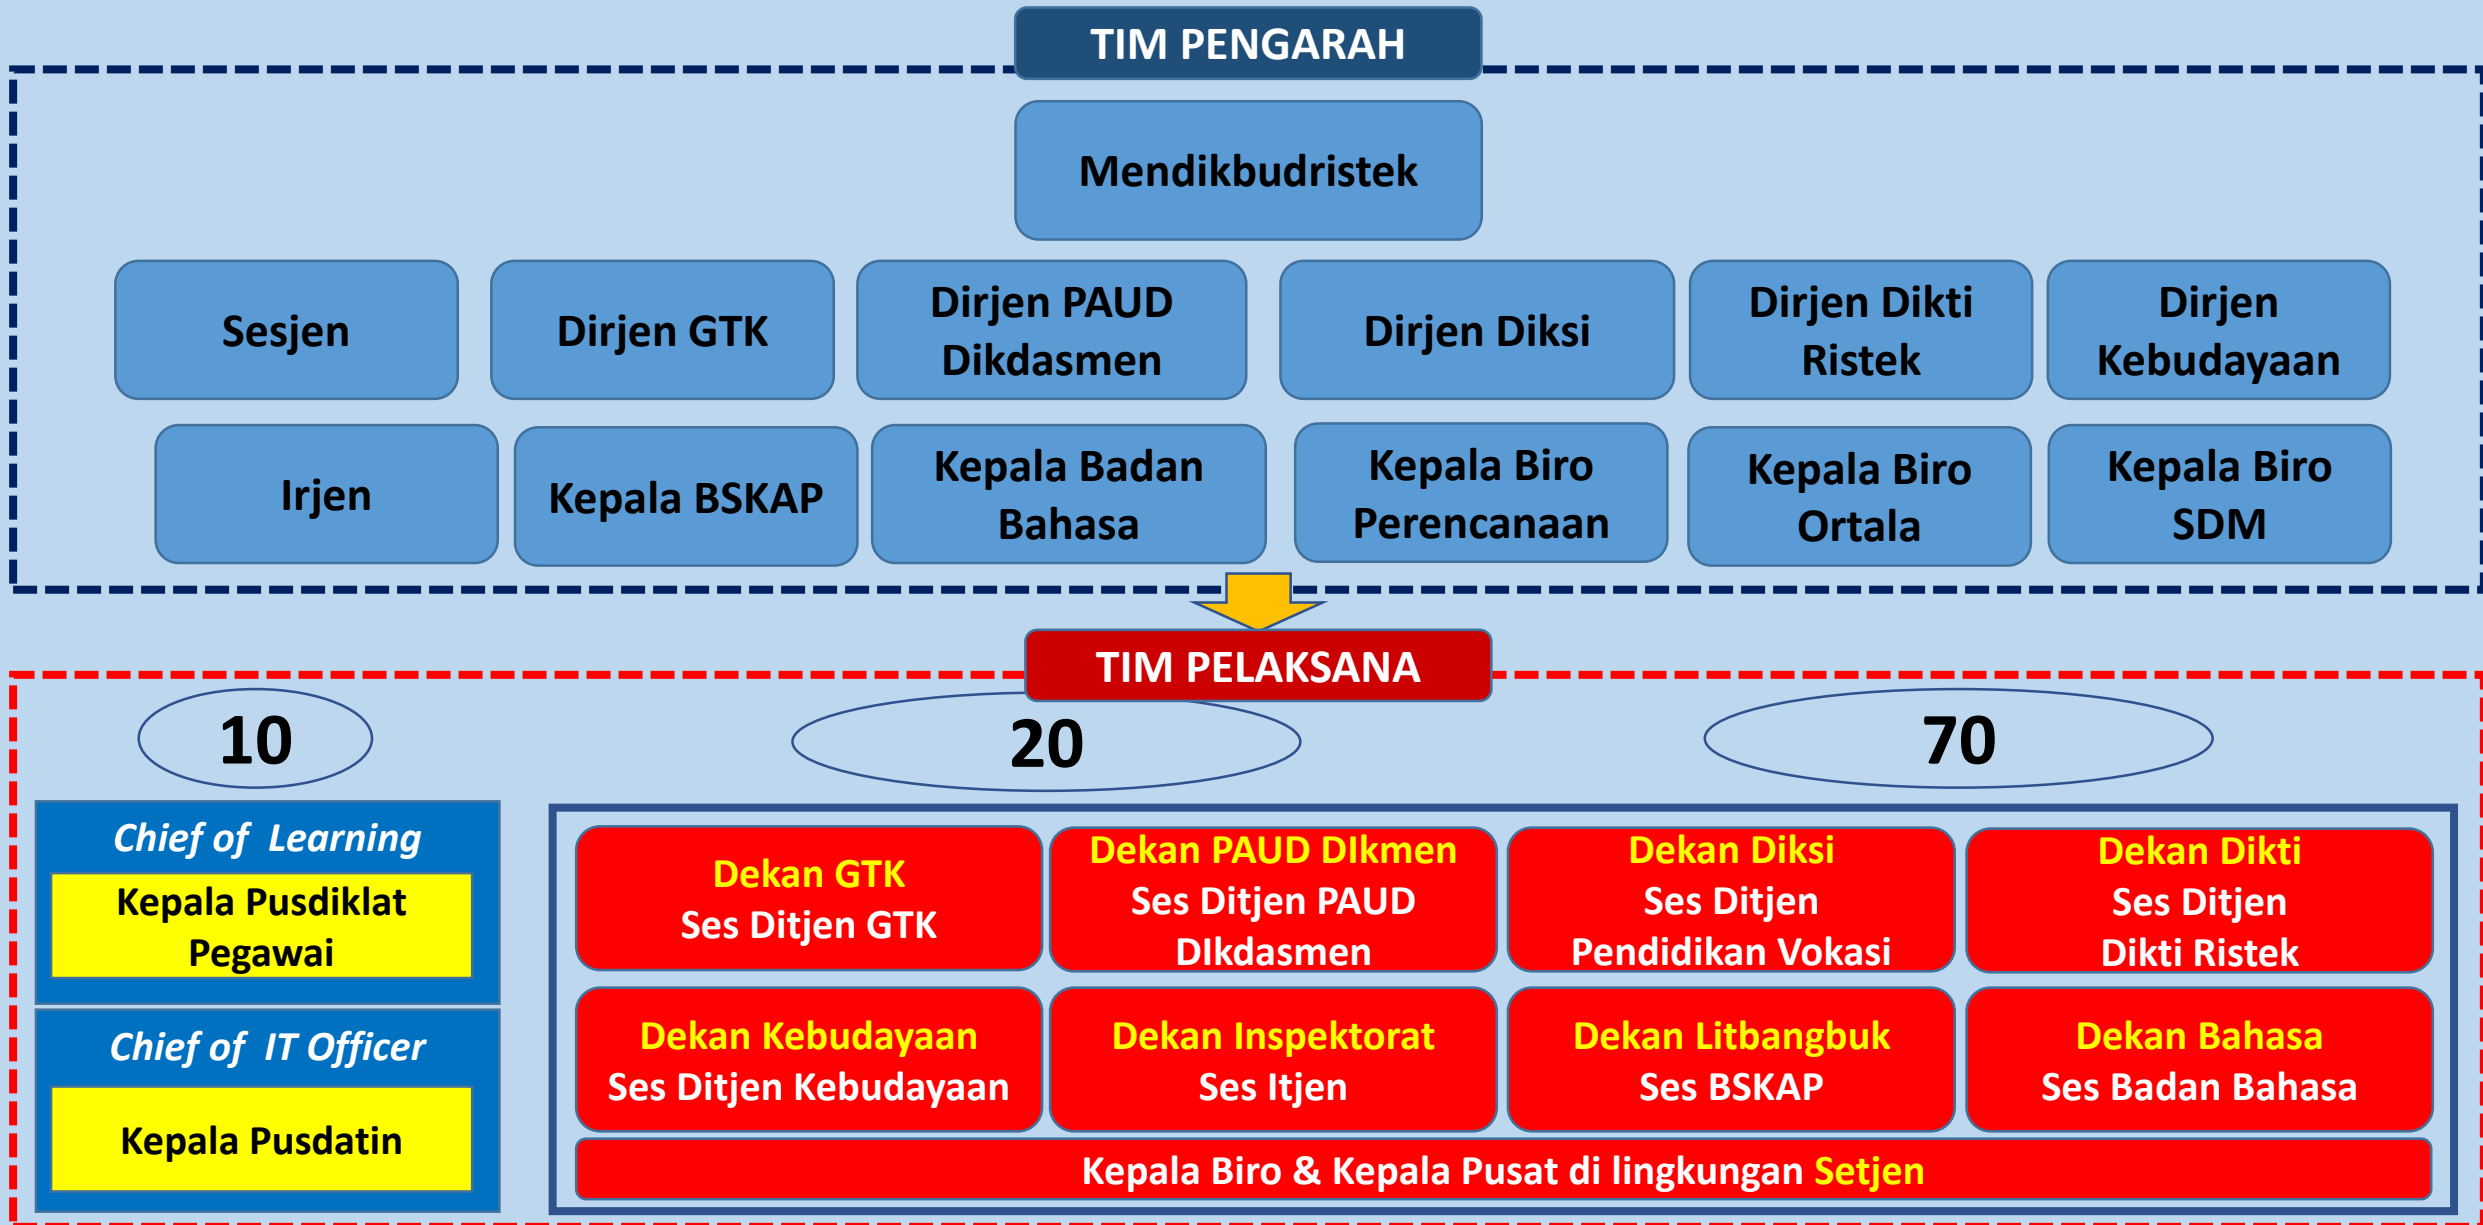 TIM PENGARAH
Mendikbudristek
Sesjen
Dirjen GTK
Dirjen PAUD
Dikdasmen
Dirjen Diksi
Dirjen Dikti
Ristek
Dirjen
Kebudayaan
Irjen
Kepala BSKAP
Kepala Badan
Bahasa
Kepala Biro
Perencanaan
Kepala Biro
Ortala
Kepala Biro
SDM
TIM PELAKSANA
10
20
70
Chief of Learning
Kepala Pusdiklat
Pegawai
Chief of IT Officer
Kepala Pusdatin
Dekan GTK
Ses Ditjen GTK
Dekan PAUD DIkmen
Ses Ditjen PAUD
DIkdasmen
Dekan Diksi
Ses Ditjen
Pendidikan Vokasi
Dekan Dikti
Ses Ditjen
Dikti Ristek
Dekan Kebudayaan
Ses Ditjen Kebudayaan
Dekan Inspektorat
Ses Itjen
Dekan Litbangbuk
Ses BSKAP
Dekan Bahasa
Ses Badan Bahasa
Kepala Biro & Kepala Pusat di lingkungan Setjen